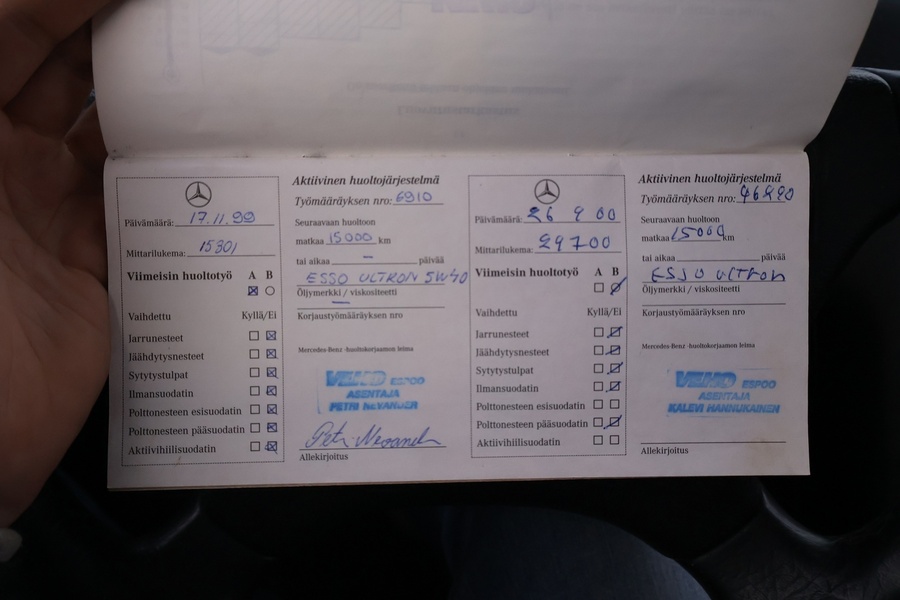 Päivämäärä: 17.11.99
Mittarilukema: 15301
Viimeisin huoltotyö A B
Vaihdettu Kyllä/Ei
Jarrunesteet
Jäähdytysnesteet
Sytytystulpat
Ilmansuodatin
Polttonesteen esisuodatin
Polttonesteen pääsuodatin
Aktiivihiilisuodatin
Aktiivinen huoltojärjestelmä
Työmääräyksen nro: 6910
Seuraavaan huoltoon
matkaa 15000 km
tai aikaa – päivää
ESSO ULTRON 5W40
Öljymerkki / viskositeetti
Korjaustyömääräyksen nro
Mercedes-Benz -huoltokorjaamon leima
VEHO ESPOO
ASENTAJA
PETRI NEVANDER
Allekirjoitus
Päivämäärä: 26 9 00
Mittarilukema: 29700
Viimeisin huoltotyö A B
Vaihdettu Kyllä/Ei
Jarrunesteet
Jäähdytysnesteet
Sytytystulpat
Ilmansuodatin
Polttonesteen esisuodatin
Polttonesteen pääsuodatin
Aktiivihiilisuodatin
Aktiivinen huoltojärjestelmä
Työmääräyksen nro:
Seuraavaan huoltoon
matkaa 15000 km
tai aikaa päivää
ESSO ULTRON
Öljymerkki / viskositeetti
Korjaustyömääräyksen nro
Mercedes-Benz -huoltokorjaamon leima
VEHO ESPOO
ASENTAJA
KALEVI HANNUKAINEN
Allekirjoitus